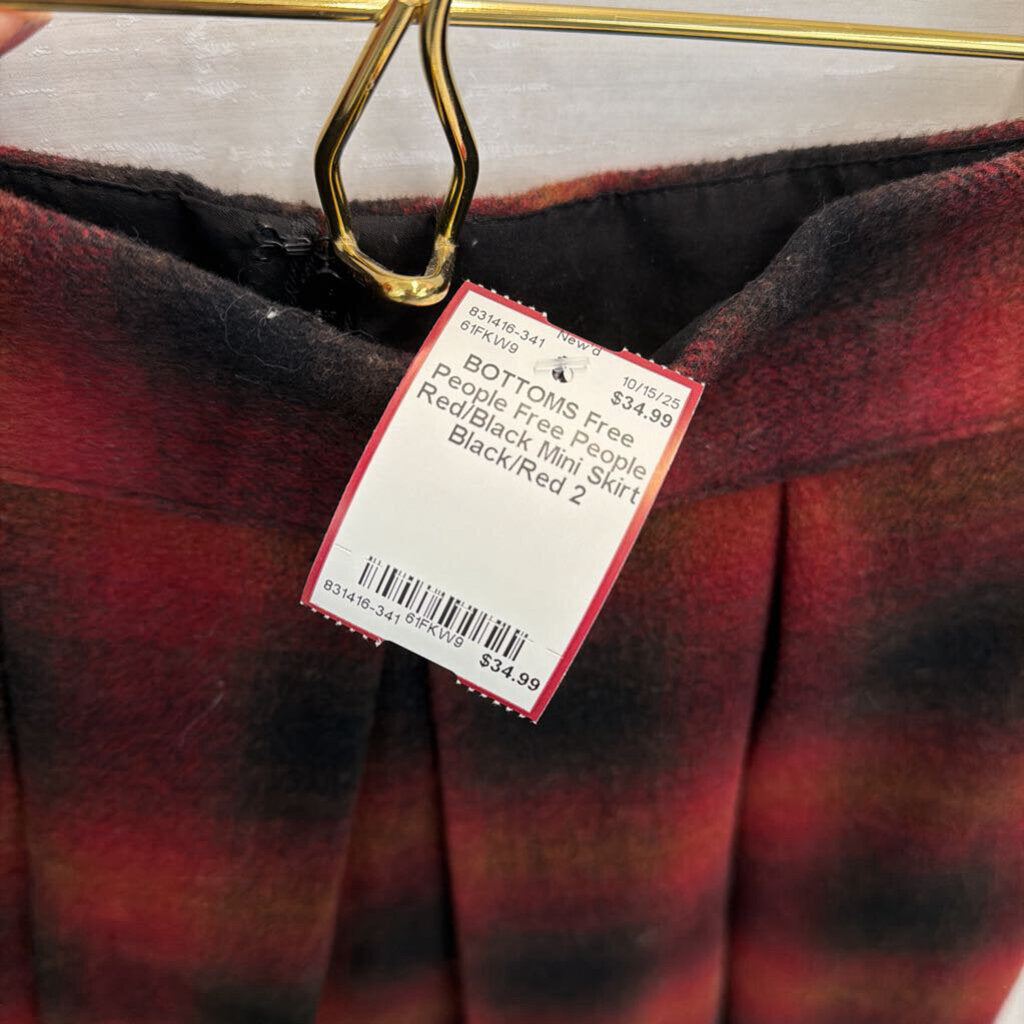 831416-341 New'd
61FKW9 10/15/25
$34.99
BOTTOMS Free
People Free People
Red/Black Mini Skirt
Black/Red 2
831416-341 61FKW9
$34.99